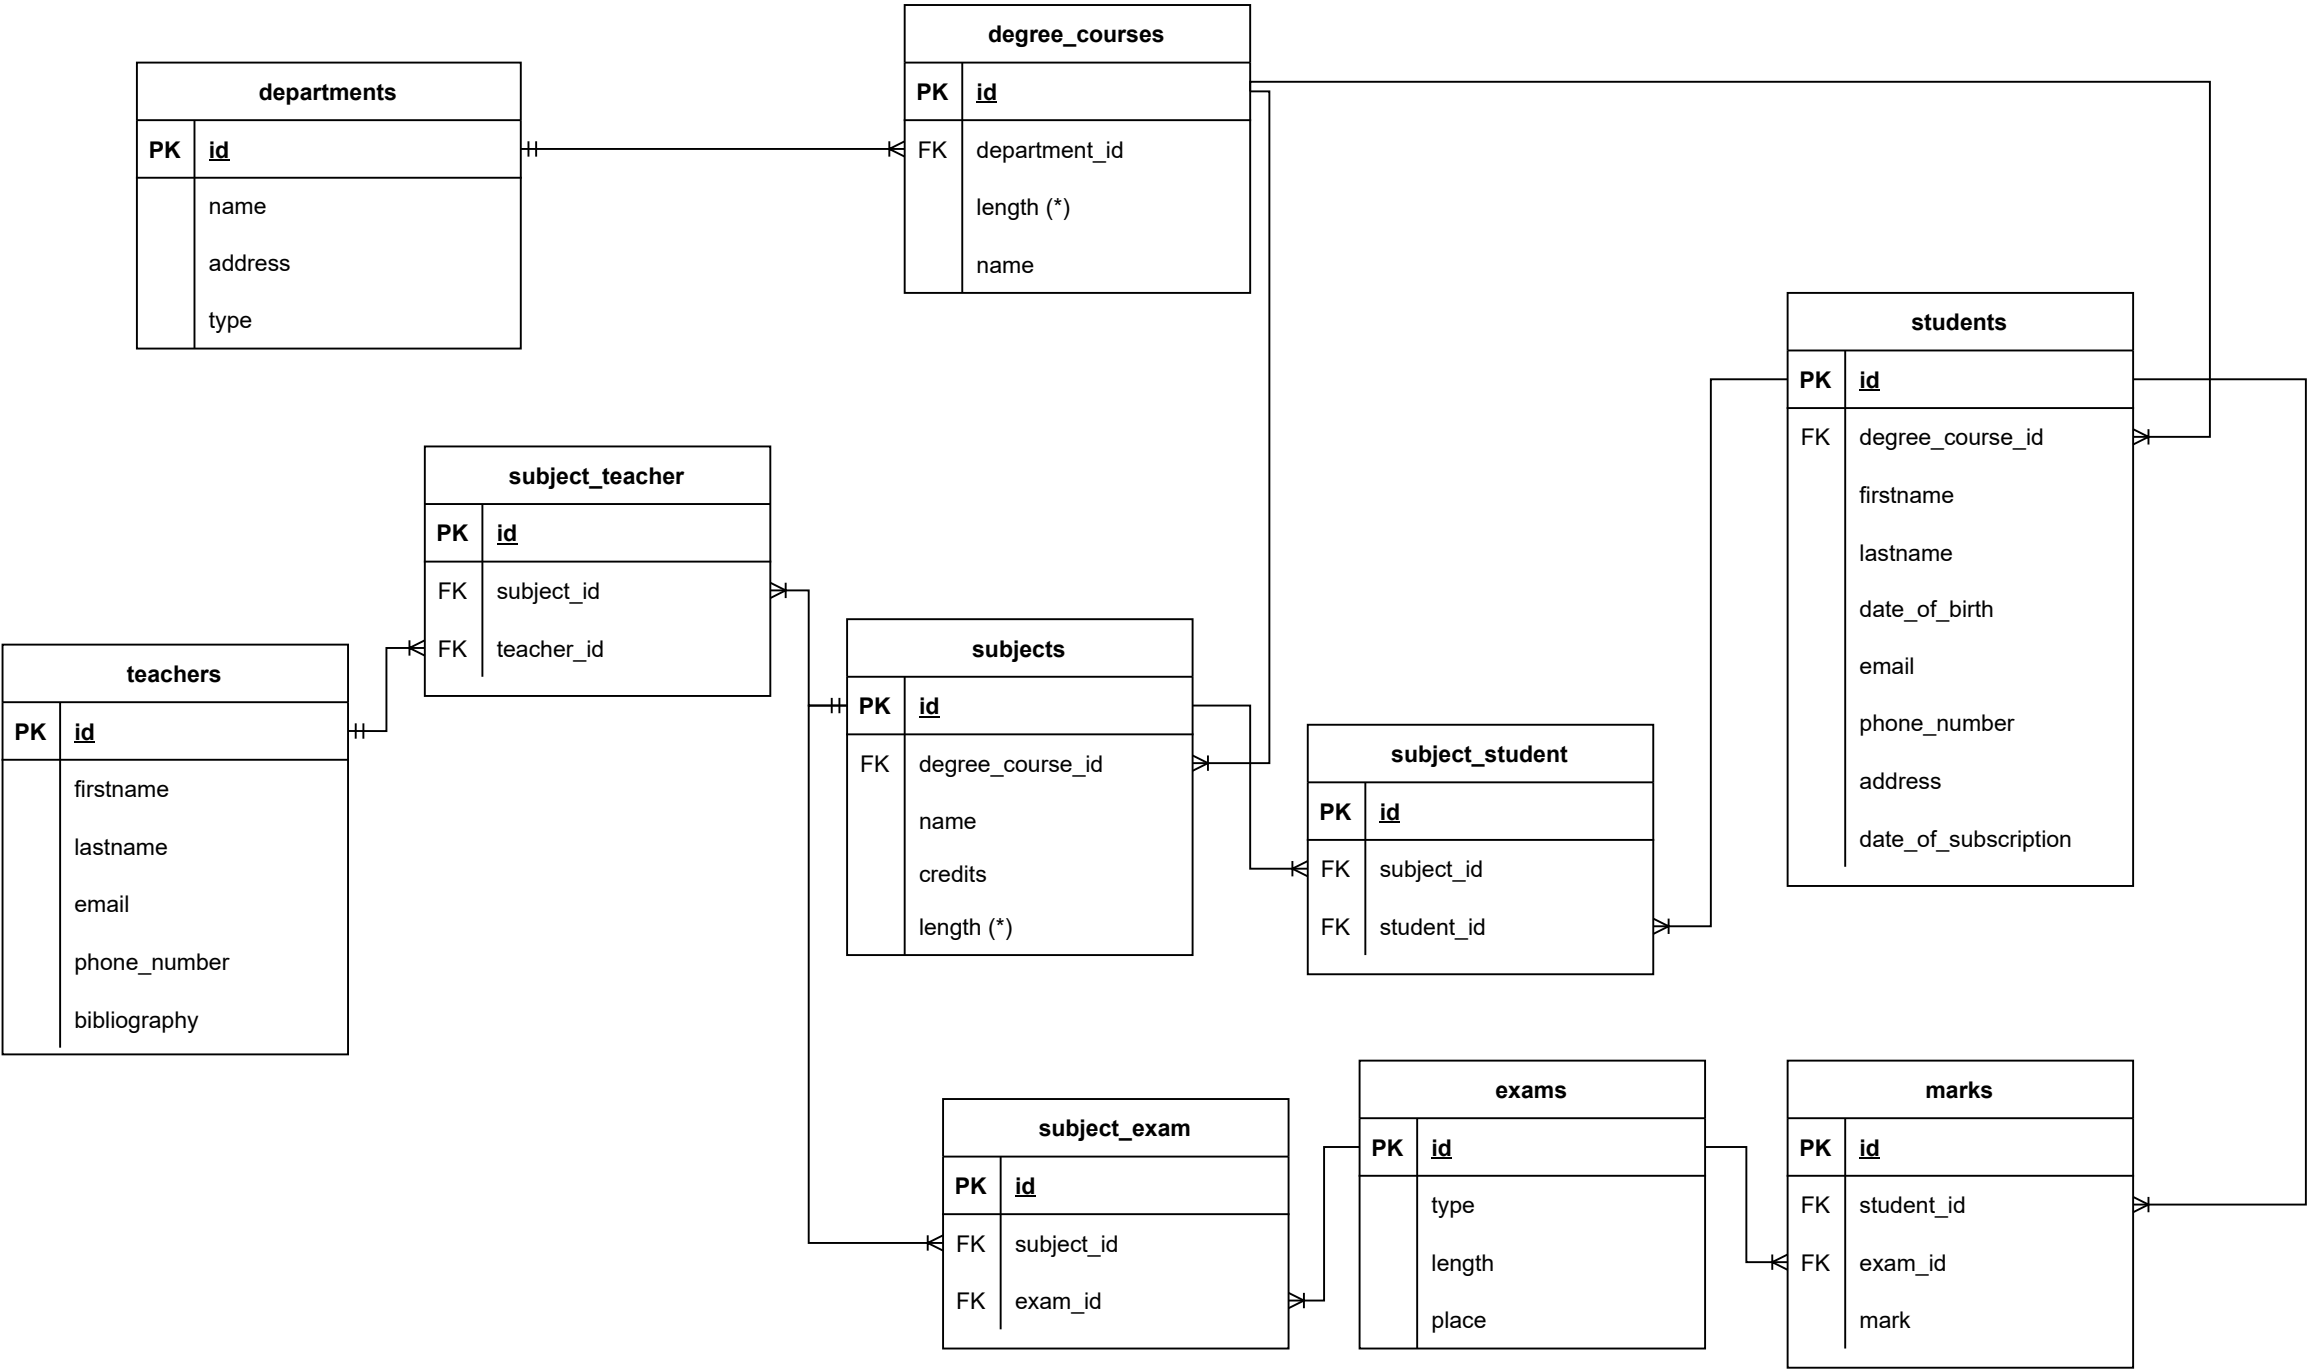 departments
PK id
name
address
type
degree_courses
PK id
FK department_id
length (*)
name
students
PK id
FK degree_course_id
firstname
lastname
date_of_birth
email
phone_number
address
date_of_subscription
subject_teacher
PK id
FK subject_id
FK teacher_id
teachers
PK id
firstname
lastname
email
phone_number
bibliography
subjects
PK id
FK degree_course_id
name
credits
length (*)
subject_student
PK id
FK subject_id
FK student_id
subject_exam
PK id
FK subject_id
FK exam_id
exams
PK id
type
length
place
marks
PK id
FK student_id
FK exam_id
mark